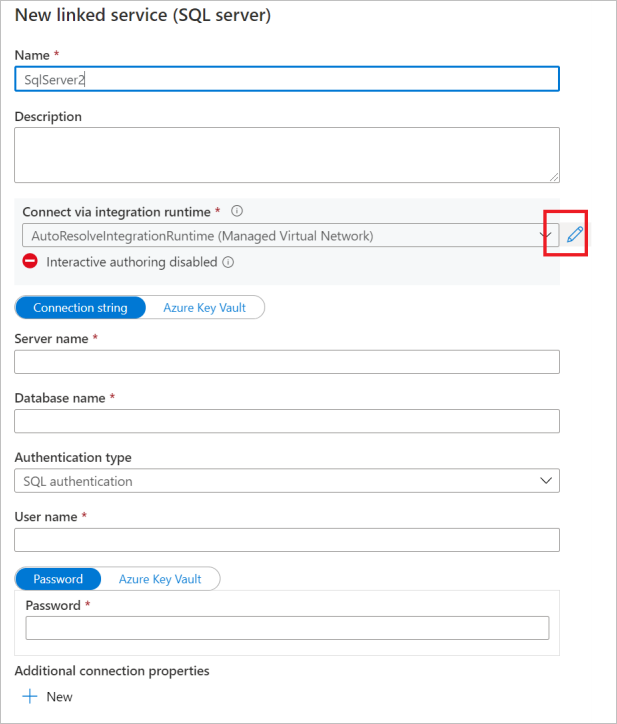 New linked service (SQL server)
Name *
SqlServer2
Description
Connect via integration runtime *
AutoResolveIntegrationRuntime (Managed Virtual Network)
Interactive authoring disabled
Connection string Azure Key Vault
Server name *
Database name *
Authentication type
SQL authentication
User name *
Password Azure Key Vault
Password *
Additional connection properties
New